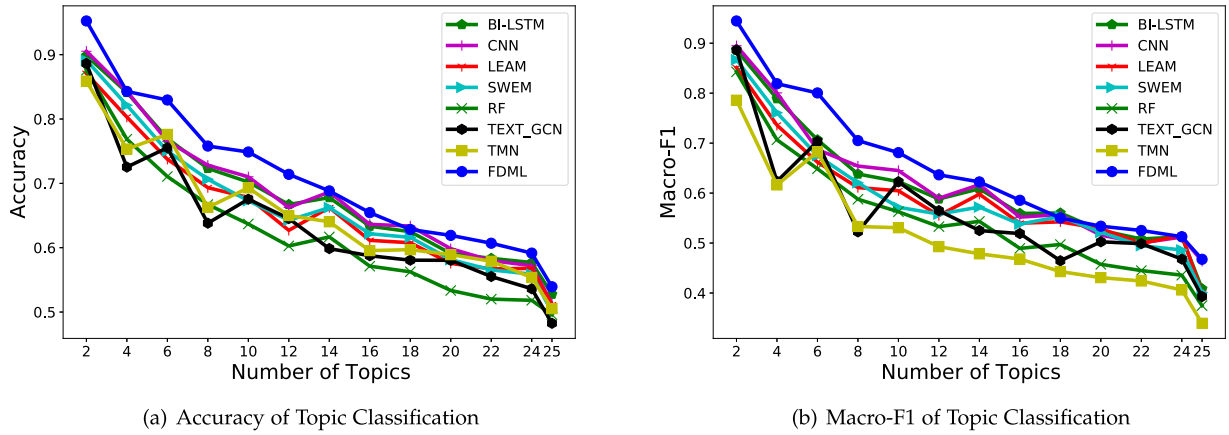 0.9
0.8
0.7
0.6
0.5
Accuracy
2 4 6 8 10 12 14 16 18 20 22 24 25
Number of Topics
BI-LSTM
CNN
LEAM
SWEM
RF
TEXT_GCN
TMN
FDML
(a) Accuracy of Topic Classification
0.9
0.8
0.7
0.6
0.5
0.4
Macro-F1
2 4 6 8 10 12 14 16 18 20 22 24 25
Number of Topics
BI-LSTM
CNN
LEAM
SWEM
RF
TEXT_GCN
TMN
FDML
(b) Macro-F1 of Topic Classification